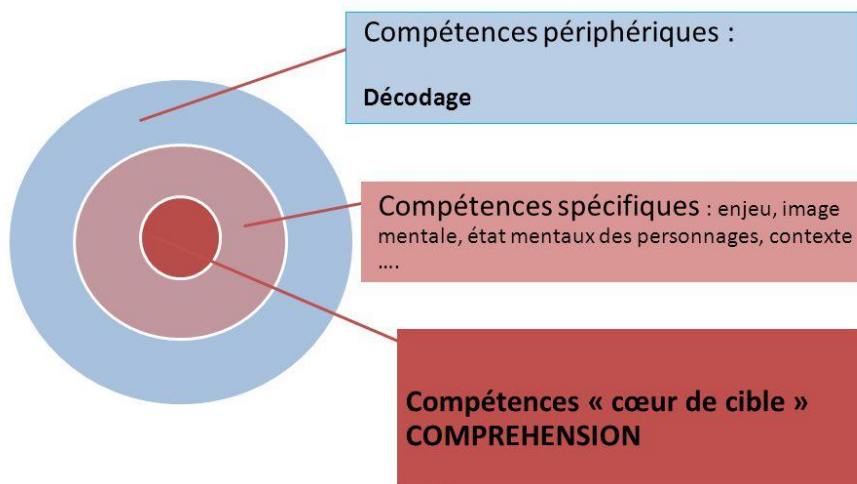 Compétences périphériques :
Décodage
Compétences spécifiques : enjeu, image
mentale, état mentaux des personnages, contexte
....
Compétences « cœur de cible »
COMPREHENSION